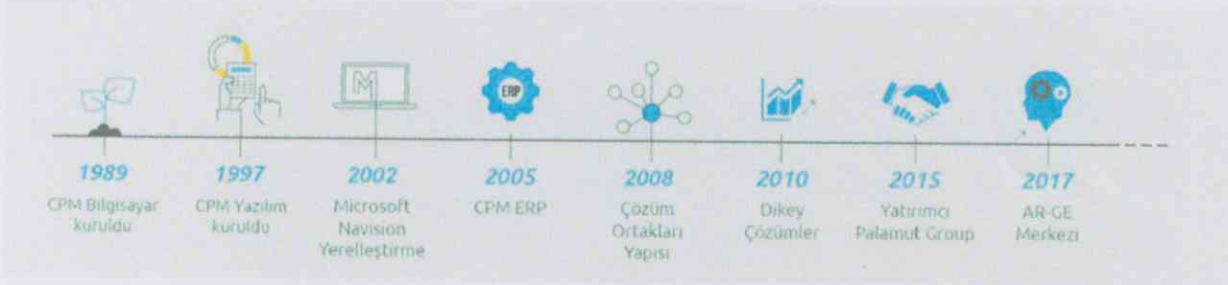 M
ERP
1989
CPM Bilgisayar
kuruldu
1997
CPM Yazılım
kuruldu
2002
Microsoft
Navision
Yerelleştirme
2005
CPM ERP
2008
Çözüm
Ortakları
Yapısı
2010
Dikey
Çözümler
2015
Yatırımcı
Palamut Group
2017
AR-GE
Merkezi